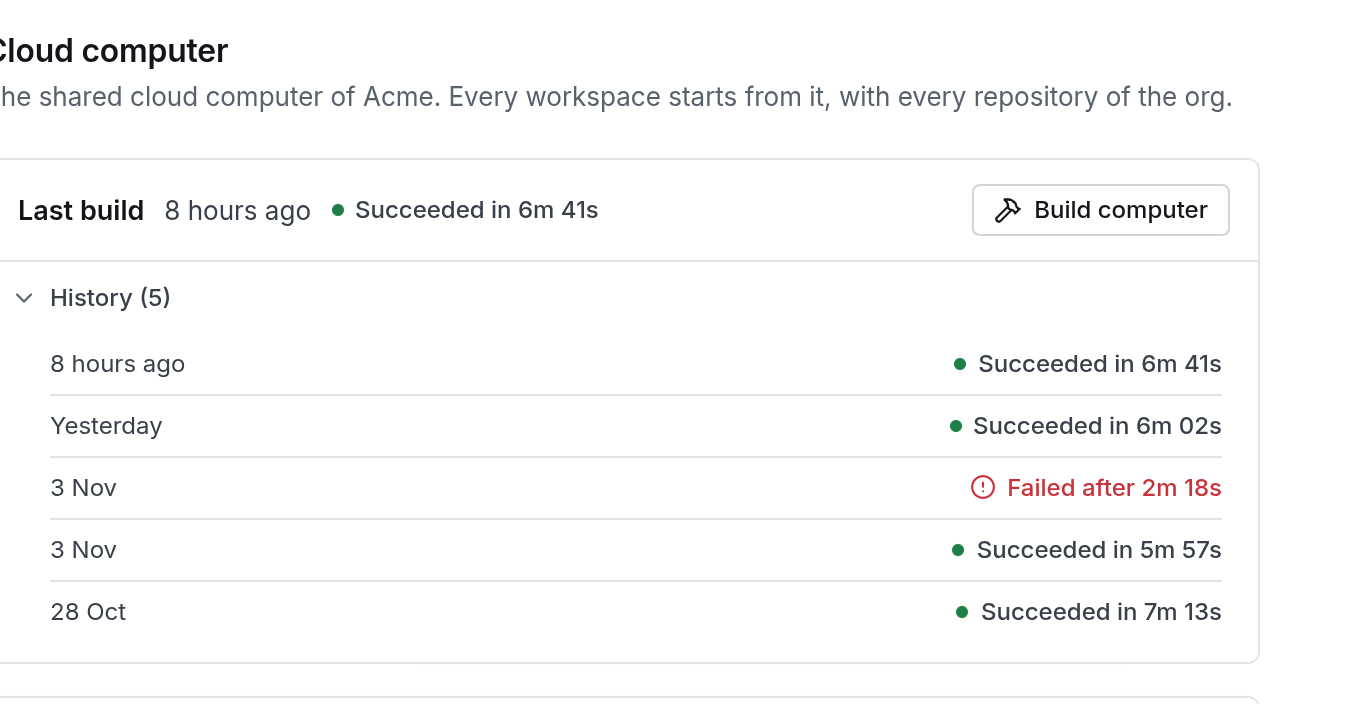 Cloud computer
he shared cloud computer of Acme. Every workspace starts from it, with every repository of the org.
Last build 8 hours ago Succeeded in 6m 41s Build computer
History (5)
8 hours ago Succeeded in 6m 41s
Yesterday Succeeded in 6m 02s
3 Nov Failed after 2m 18s
3 Nov Succeeded in 5m 57s
28 Oct Succeeded in 7m 13s